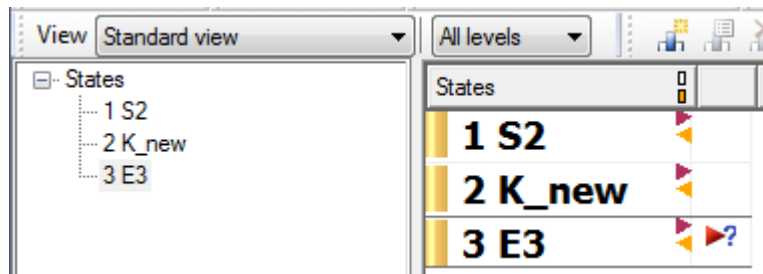 View Standard view All levels
States
1 S2
2 K_new
3 E3
States
1 S2
2 K_new
3 E3 ?